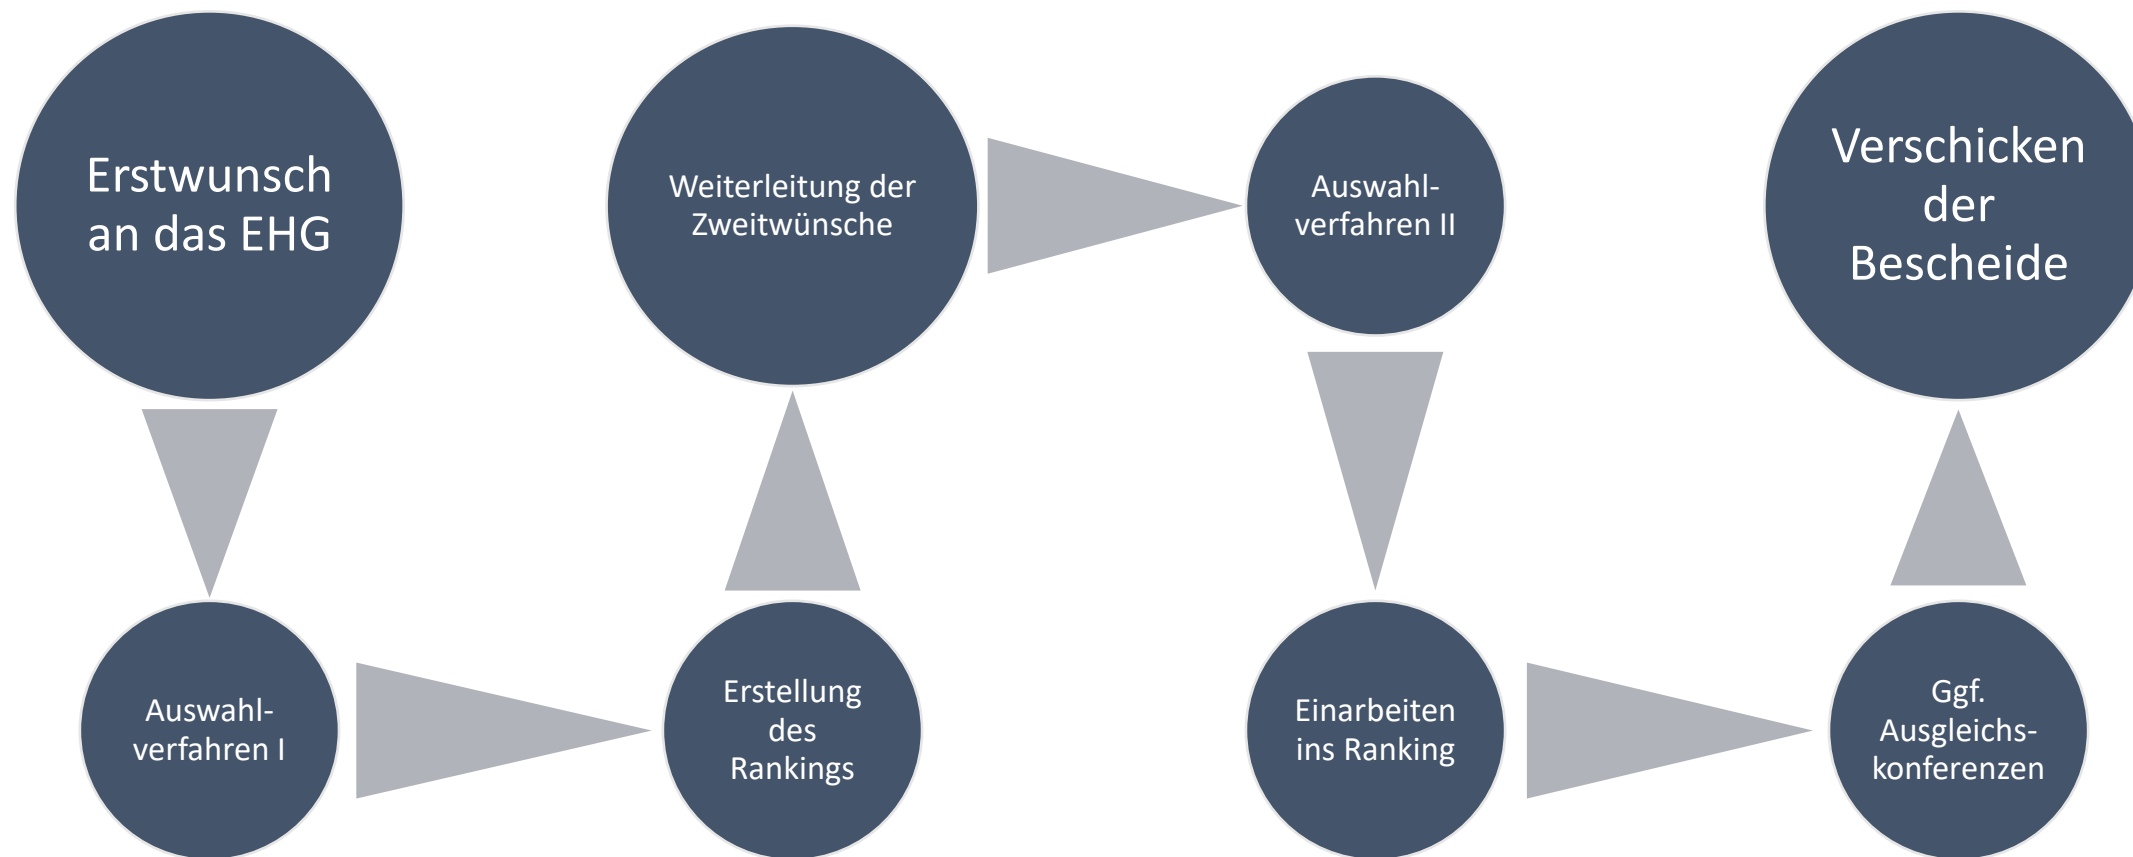 Erstwunsch
an das EHG
Auswahl-
verfahren I
Erstellung
des
Rankings
Weiterleitung der
Zweitwünsche
Auswahl-
verfahren II
Einarbeiten
ins Ranking
Ggf.
Ausgleichs-
konferenzen
Verschicken
der
Bescheide